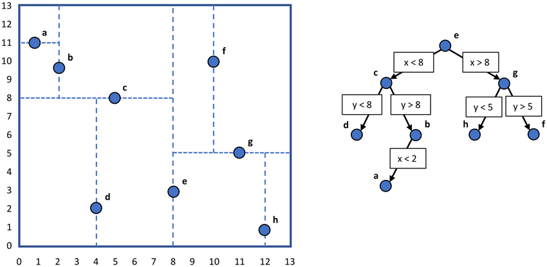 13
12
11
10
9
8
7
6
5
4
3
2
1
0
a
b
c
d
e
f
g
h
0 1 2 3 4 5 6 7 8 9 10 11 12 13
e
x < 8 x > 8
c g
y < 8 y > 8 y < 5 y > 5
d b h f
x < 2
a